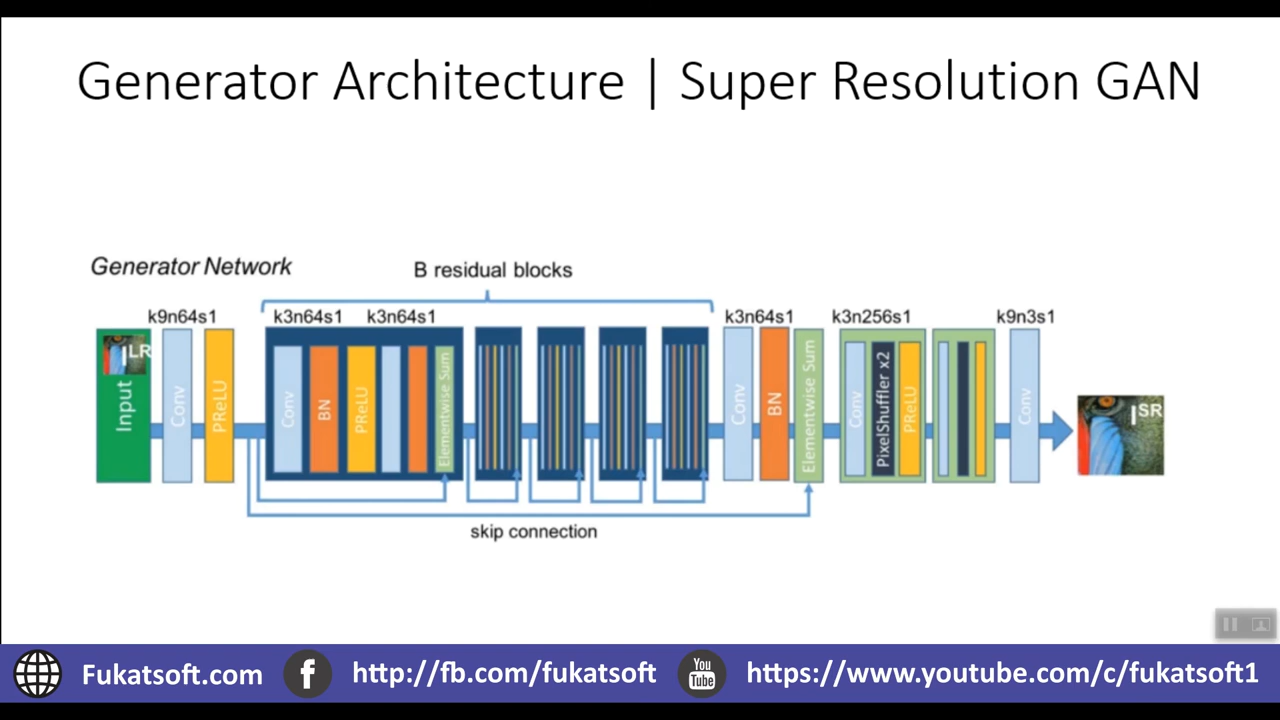 Generator Architecture | Super Resolution GAN
Generator Network
B residual blocks
k9n64s1
k3n64s1 k3n64s1
k3n64s1
k3n256s1
k9n3s1
I LR
Input
Conv
PReLU
Conv
BN
PReLU
Elementwise Sum
Conv
BN
Elementwise Sum
Conv
PixelShuffler x2
PReLU
Conv
I SR
skip connection
Fukatsoft.com
f
http://fb.com/fukatsoft
You
Tube
https://www.youtube.com/c/fukatsoft1